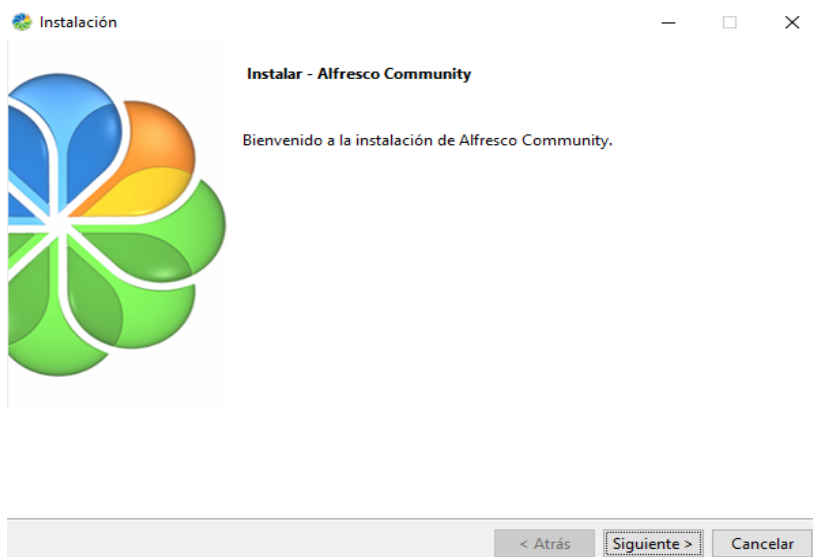 Instalación
Instalar - Alfresco Community
Bienvenido a la instalación de Alfresco Community.
< Atrás
Siguiente >
Cancelar